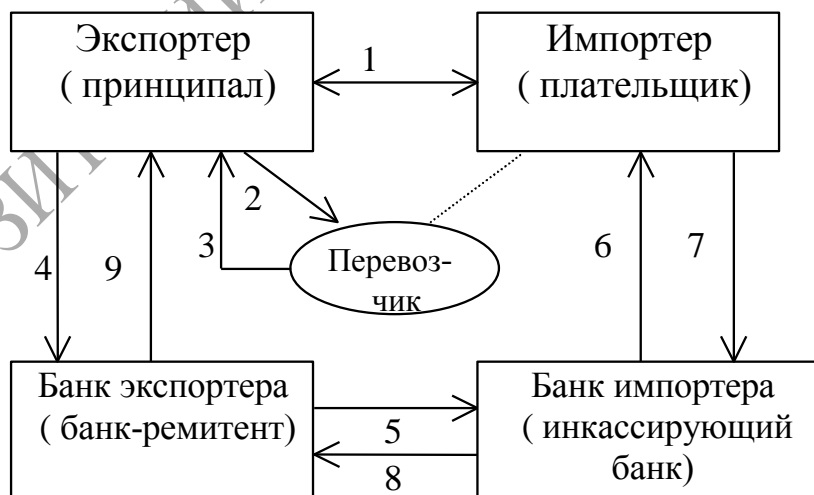 Экспортер
( принципал)
1
Импортер
( плательщик)
2
3
Перевоз-
чик
4
9
6
7
Банк экспортера
( банк-ремитент)
5
8
Банк импортера
( инкассирующий
банк)